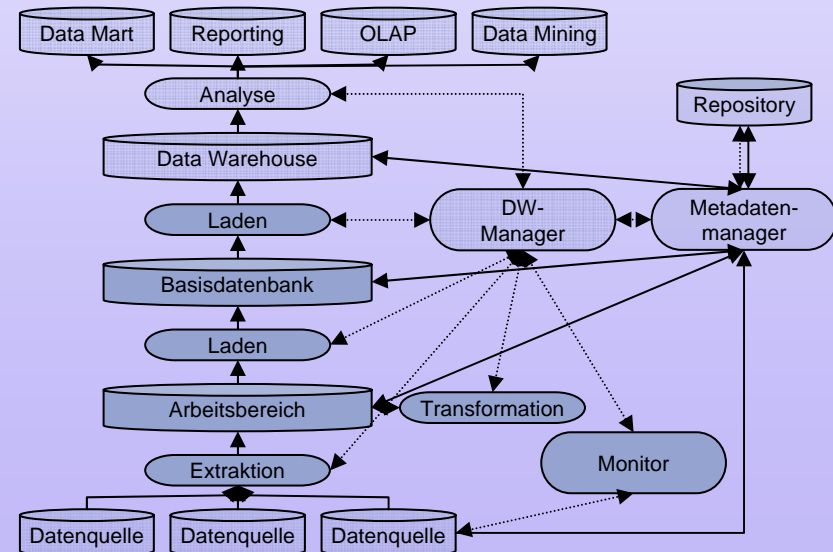 Data Mart
Reporting
OLAP
Data Mining
Analyse
Repository
Data Warehouse
Laden
DW-
Manager
Metadaten-
manager
Basisdatenbank
Laden
Arbeitsbereich
Transformation
Extraktion
Monitor
Datenquelle
Datenquelle
Datenquelle